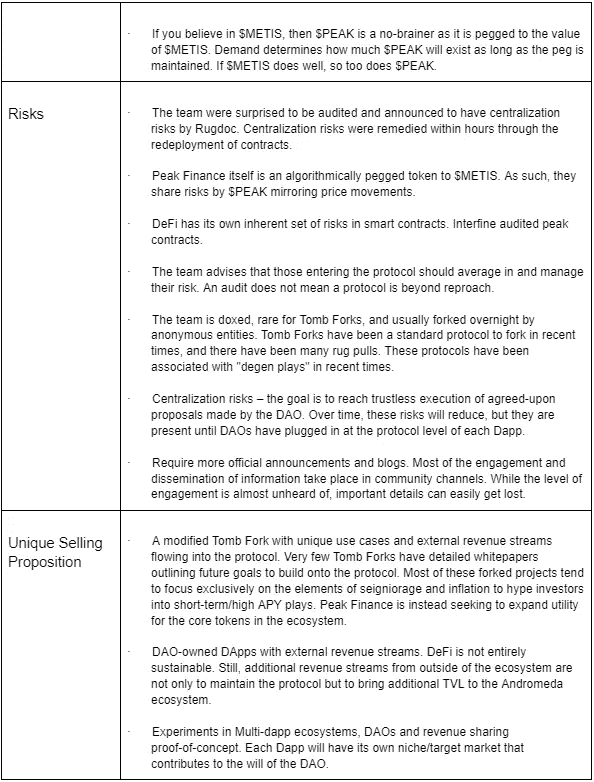 · If you believe in $METIS, then $PEAK is a no-brainer as it is pegged to the value
of $METIS. Demand determines how much $PEAK will exist as long as the peg is
maintained. If $METIS does well, so too does $PEAK.
Risks
· The team were surprised to be audited and announced to have centralization
risks by Rugdoc. Centralization risks were remedied within hours through the
redeployment of contracts.
· Peak Finance itself is an algorithmically pegged token to $METIS. As such, they
share risks by $PEAK mirroring price movements.
· DeFi has its own inherent set of risks in smart contracts. Interfine audited peak
contracts.
· The team advises that those entering the protocol should average in and manage
their risk. An audit does not mean a protocol is beyond reproach.
· The team is doxed, rare for Tomb Forks, and usually forked overnight by
anonymous entities. Tomb Forks have been a standard protocol to fork in recent
times, and there have been many rug pulls. These protocols have been
associated with "degen plays" in recent times.
· Centralization risks – the goal is to reach trustless execution of agreed-upon
proposals made by the DAO. Over time, these risks will reduce, but they are
present until DAOs have plugged in at the protocol level of each Dapp.
· Require more official announcements and blogs. Most of the engagement and
dissemination of information take place in community channels. While the level of
engagement is almost unheard of, important details can easily get lost.
Unique Selling
Proposition
· A modified Tomb Fork with unique use cases and external revenue streams
flowing into the protocol. Very few Tomb Forks have detailed whitepapers
outlining future goals to build onto the protocol. Most of these forked projects tend
to focus exclusively on the elements of seigniorage and inflation to hype investors
into short-term/high APY plays. Peak Finance is instead seeking to expand utility
for the core tokens in the ecosystem.
· DAO-owned DApps with external revenue streams. DeFi is not entirely
sustainable. Still, additional revenue streams from outside of the ecosystem are
not only to maintain the protocol but to bring additional TVL to the Andromeda
ecosystem.
· Experiments in Multi-dapp ecosystems, DAOs and revenue sharing
proof-of-concept. Each Dapp will have its own niche/target market that
contributes to the will of the DAO.